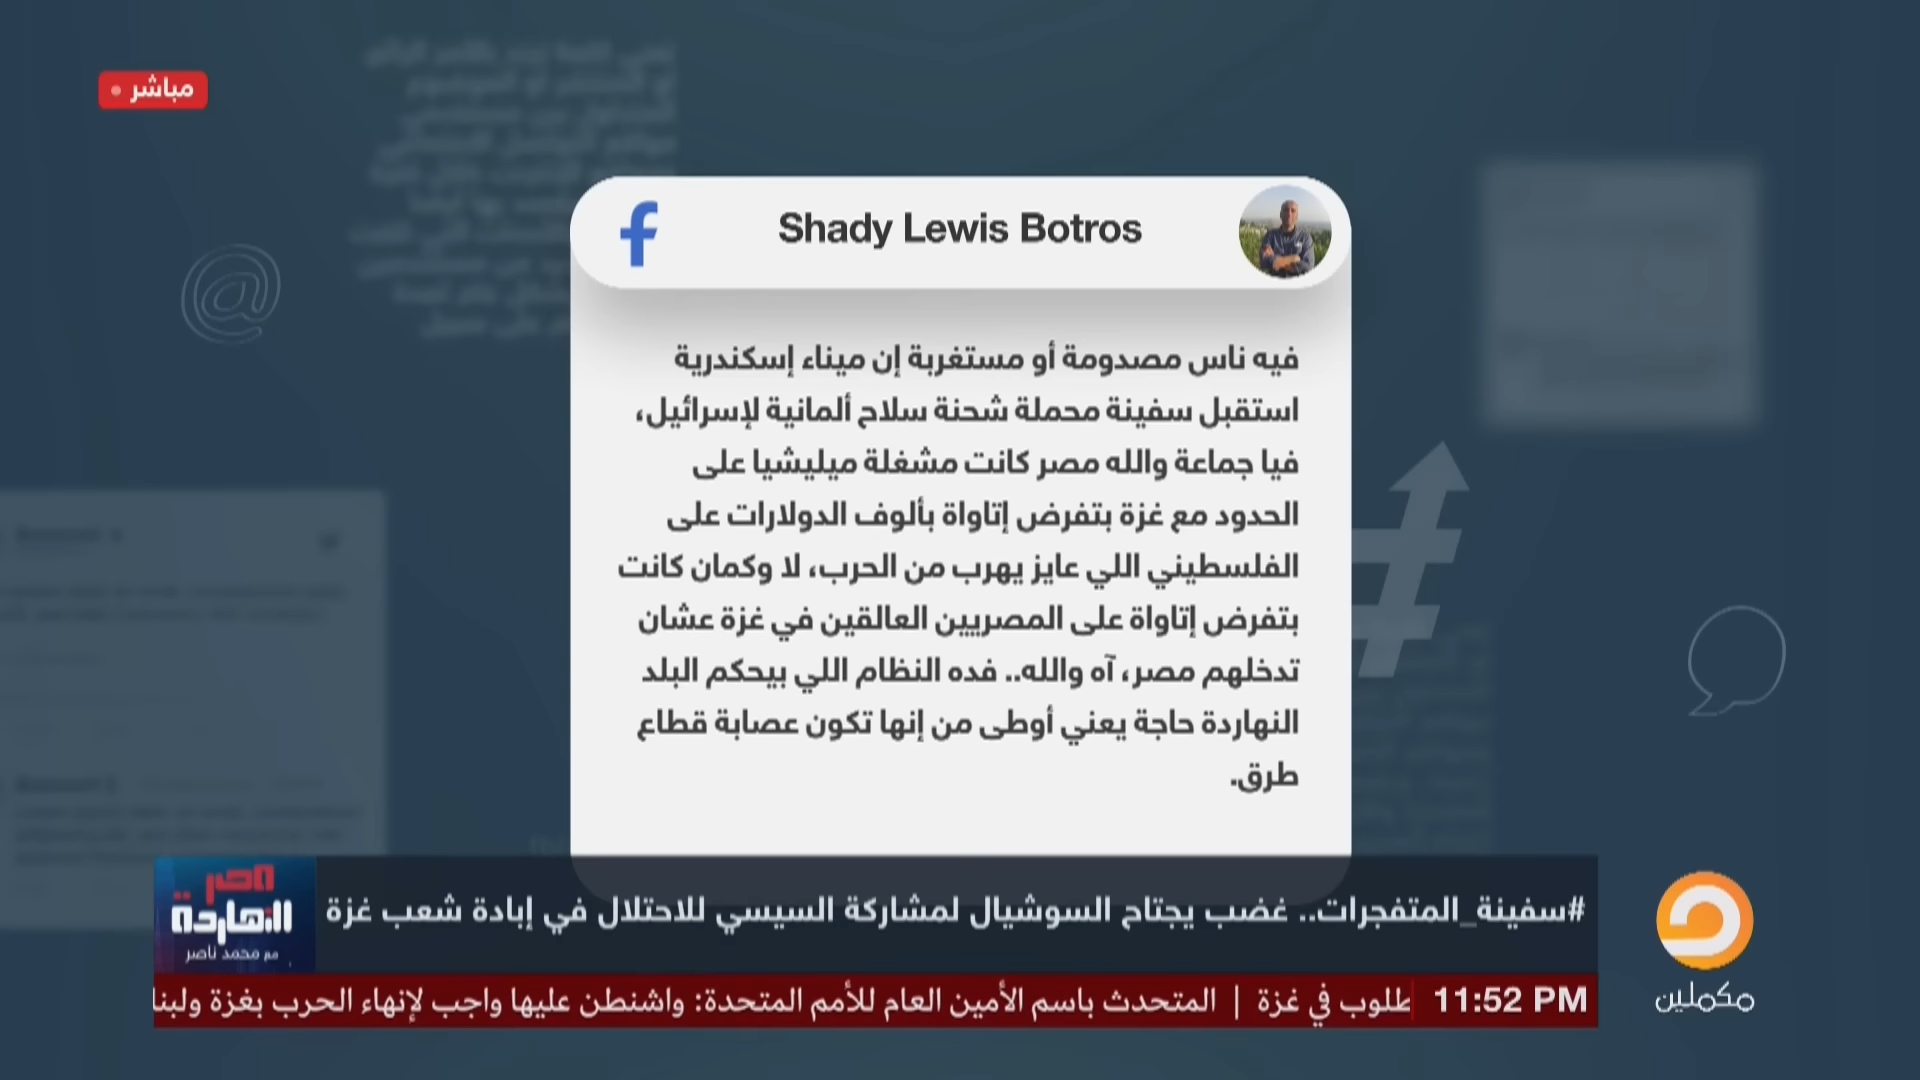 مباشر
Shady Lewis Botros
فيه ناس مصدومة أو مستغربة إن ميناء إسكندرية
استقبل سفينة محملة شحنة سلاح ألمانية لإسرائيل،
فيا جماعة والله مصر كانت مشغلة ميليشيا على
الحدود مع غزة بتفرض إتاواة بألوف الدولارات على
الفلسطيني اللي عايز يهرب من الحرب، لا وكمان كانت
بتفرض إتاواة على المصريين العالقين في غزة عشان
تدخلهم مصر، آه والله.. فده النظام اللي بيحكم البلد
النهاردة حاجة يعني أوطى من إنها تكون عصابة قطاع
طرق.
#سفينة_المتفجرات.. غضب يجتاح السوشيال لمشاركة السيسي للاحتلال في إبادة شعب غزة
مصر
النهاردة
مع محمد ناصر
11:52 PM
طلوب في غزة | المتحدث باسم الأمين العام للأمم المتحدة: واشنطن عليها واجب لإنهاء الحرب بغزة ولبنا
مكملين